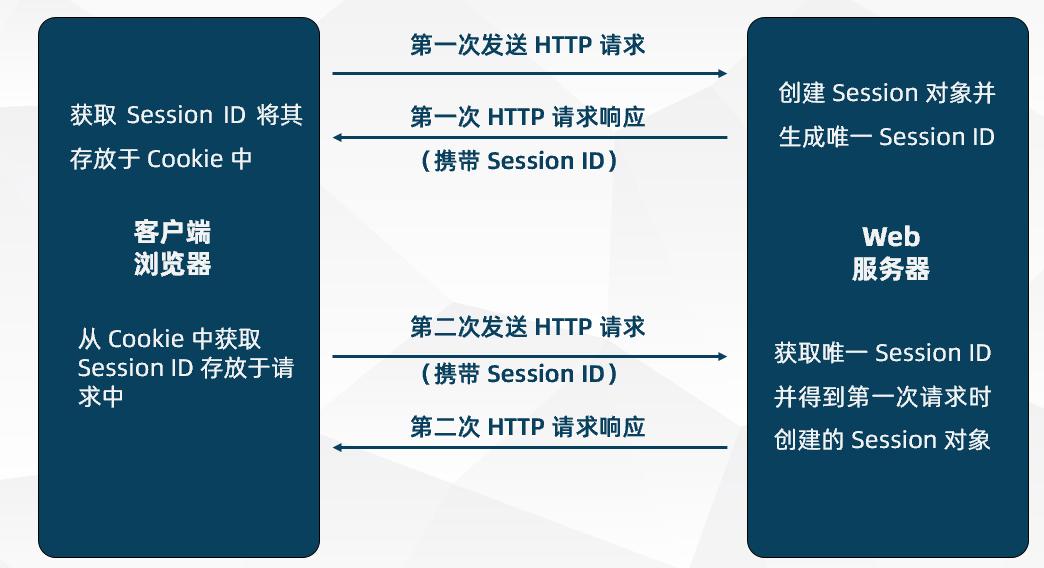 获取 Session ID 将其
存放于 Cookie 中
客户端
浏览器
从 Cookie 中获取
Session ID 存放于请
求中
第一次发送 HTTP 请求
第一次 HTTP 请求响应
（携带 Session ID）
第二次发送 HTTP 请求
（携带 Session ID）
第二次 HTTP 请求响应
创建 Session 对象并
生成唯一 Session ID
Web
服务器
获取唯一 Session ID
并得到第一次请求时
创建的 Session 对象